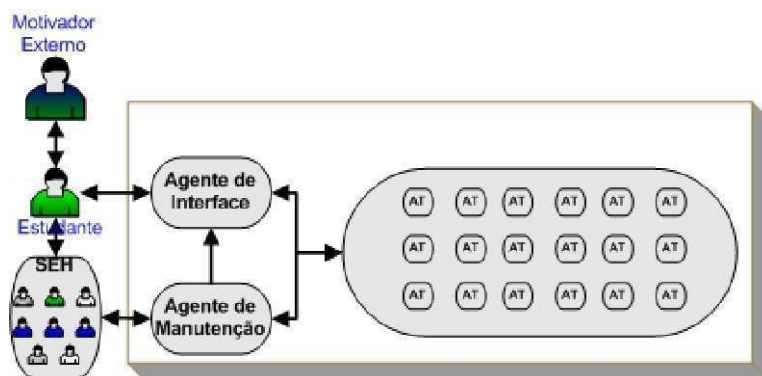 Motivador
Externo
Estudante
SEH
Agente de
Interface
Agente de
Manutenção
AT AT AT AT AT AT
AT AT AT AT AT AT
AT AT AT AT AT AT